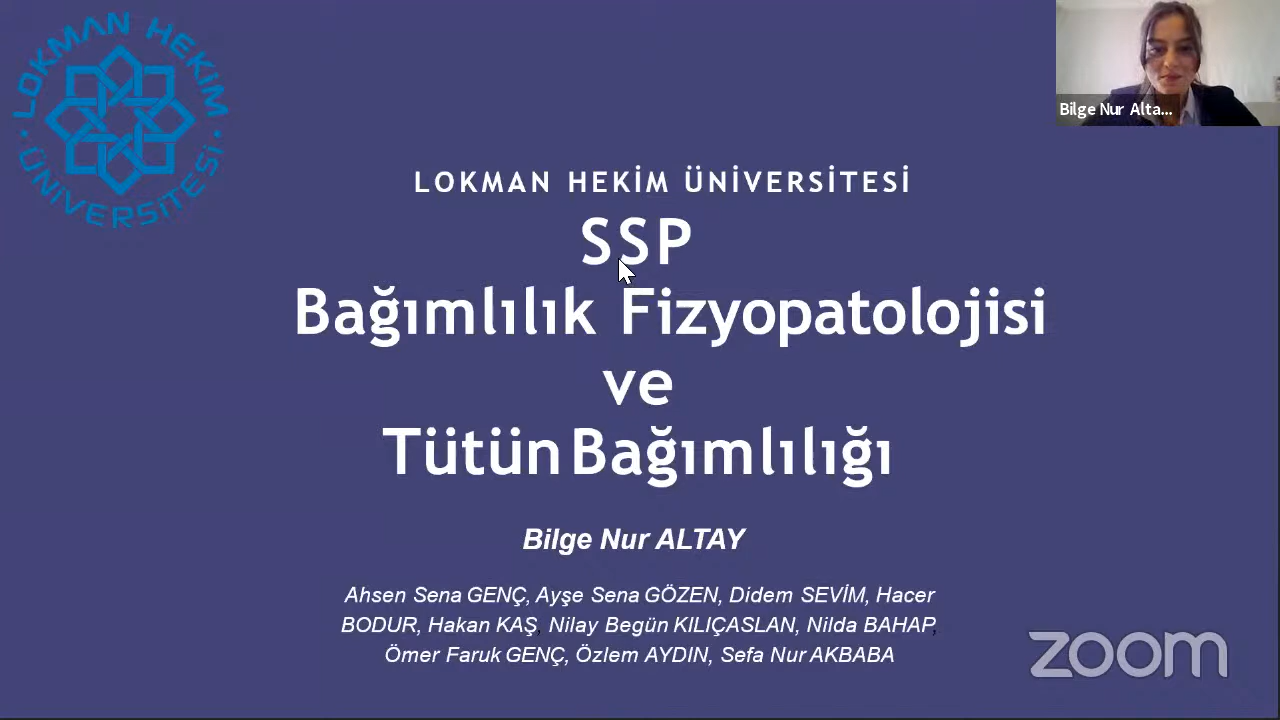 LOKMAN HEKİM
ÜNİVERSİTESİ
Bilge Nur Alta...
LOKMAN HEKİM ÜNİVERSİTESİ
SSP
Bağımlılık Fizyopatolojisi
ve
Tütün Bağımlılığı
Bilge Nur ALTAY
Ahsen Sena GENÇ, Ayşe Sena GÖZEN, Didem SEVİM, Hacer
BODUR, Hakan KAŞ, Nilay Begün KILIÇASLAN, Nilda BAHAP,
Ömer Faruk GENÇ, Özlem AYDIN, Sefa Nur AKBABA
zoom